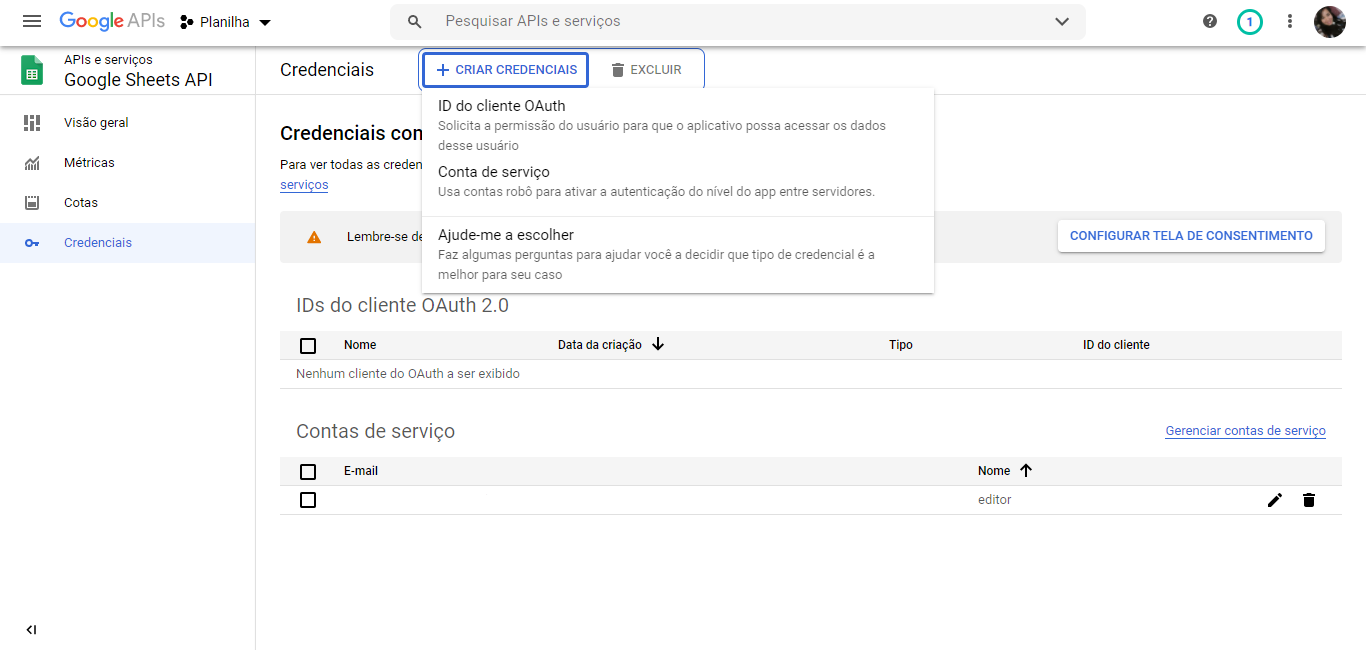 Google APIs
Planilha
Pesquisar APIs e serviços
1
APIs e serviços
Google Sheets API
Credenciais
CRIAR CREDENCIAIS
EXCLUIR
Visão geral
Métricas
Cotas
Credenciais
ID do cliente OAuth
Solicita a permissão do usuário para que o aplicativo possa acessar os dados
desse usuário
Conta de serviço
Usa contas robô para ativar a autenticação do nível do app entre servidores.
Ajude-me a escolher
Faz algumas perguntas para ajudar você a decidir que tipo de credencial é a
melhor para seu caso
Credenciais con
Para ver todas as creden
serviços
Lembre-se de
CONFIGURAR TELA DE CONSENTIMENTO
IDs do cliente OAuth 2.0
Nome Data da criação Tipo ID do cliente
Nenhum cliente do OAuth a ser exibido
Contas de serviço
Gerenciar contas de serviço
E-mail Nome
editor